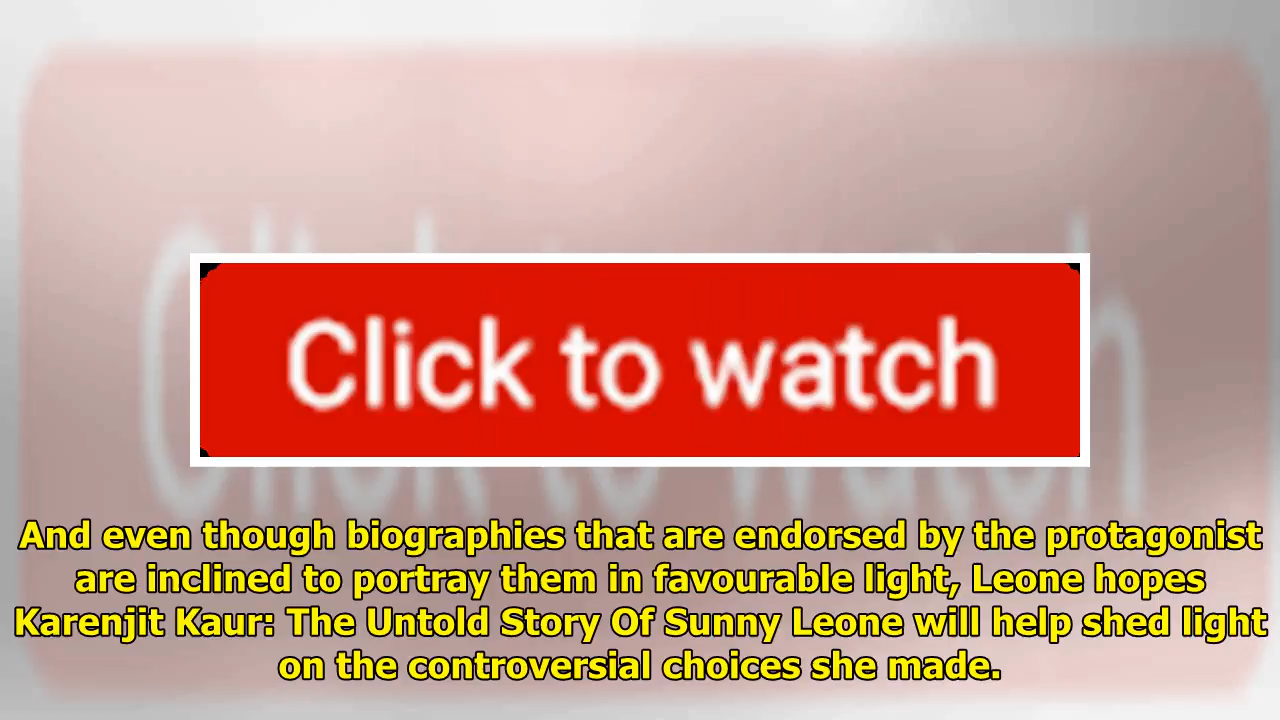 Click to watch
And even though biographies that are endorsed by the protagonist
are inclined to portray them in favourable light, Leone hopes
Karenjit Kaur: The Untold Story Of Sunny Leone will help shed light
on the controversial choices she made.